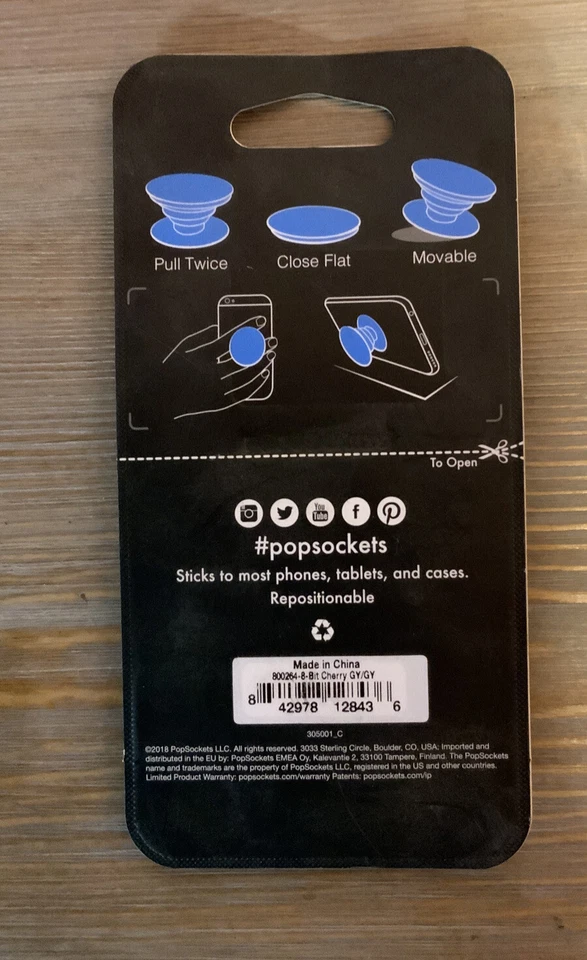 Pull Twice
Close Flat
Movable
To Open
You
Tube
#popsockets
Sticks to most phones, tablets, and cases.
Repositionable
Made in China
800264-8-Bit Cherry GY/GY
8 42978 12843 6
305001_C
©2018 PopSockets LLC. All rights reserved. 3033 Sterling Circle, Boulder, CO, USA. Imported and
distributed in the EU by: PopSockets EMEA Oy, Kalevantie 2, 33100 Tampere, Finland. The PopSockets
name and trademarks are the property of PopSockets LLC, registered in the US and other countries.
Limited Product Warranty: popsockets.com/warranty Patents: popsockets.com/ip